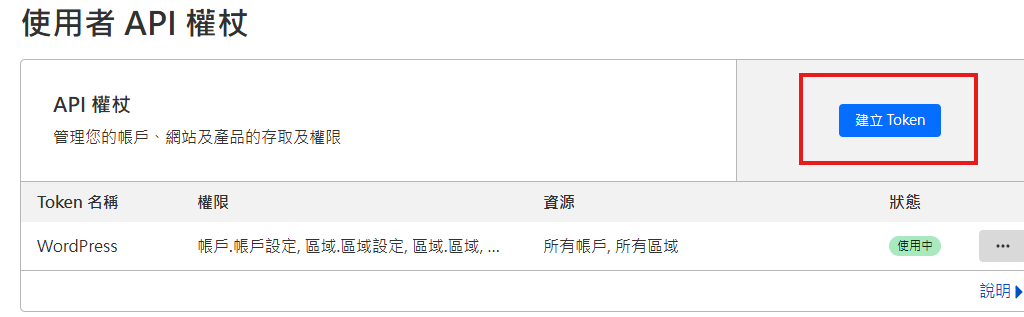 使用者 API 權杖
API 權杖
管理您的帳戶、網站及產品的存取及權限
建立 Token
Token 名稱 權限 資源 狀態
WordPress 帳戶.帳戶設定, 區域.區域設定, 區域.區域, ... 所有帳戶, 所有區域 使用中 ...
說明